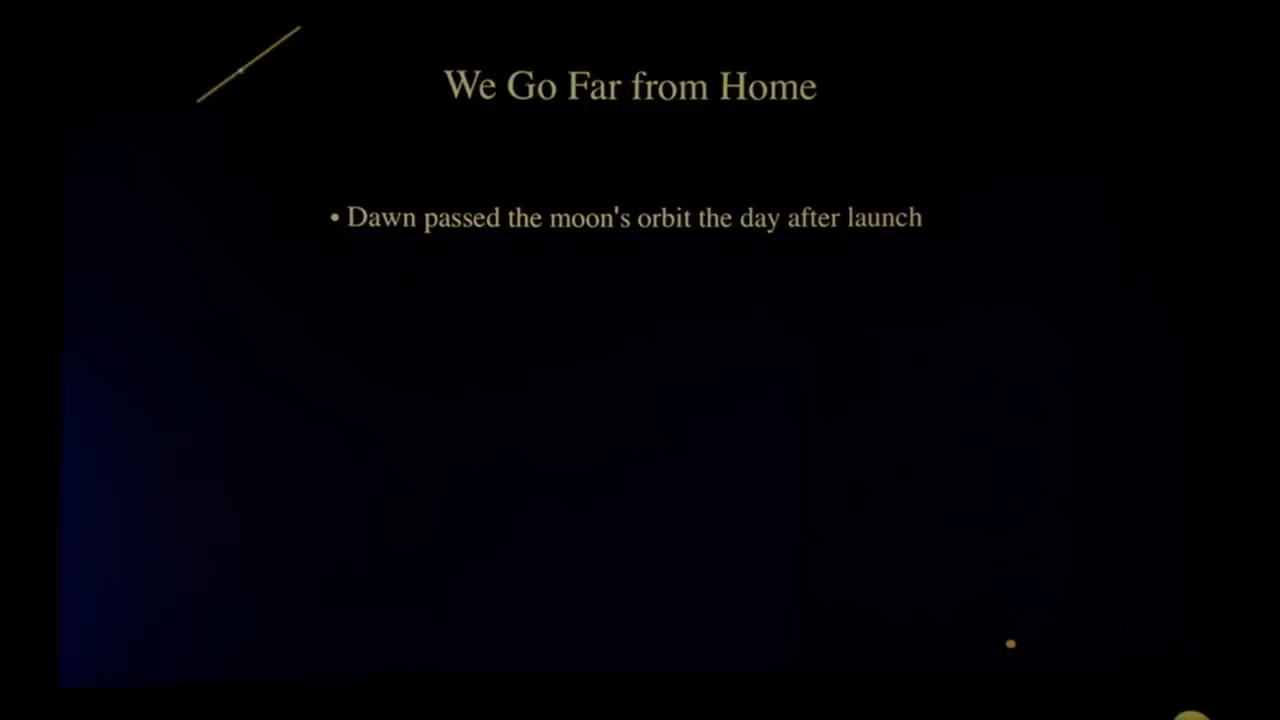 We Go Far from Home
• Dawn passed the moon's orbit the day after launch